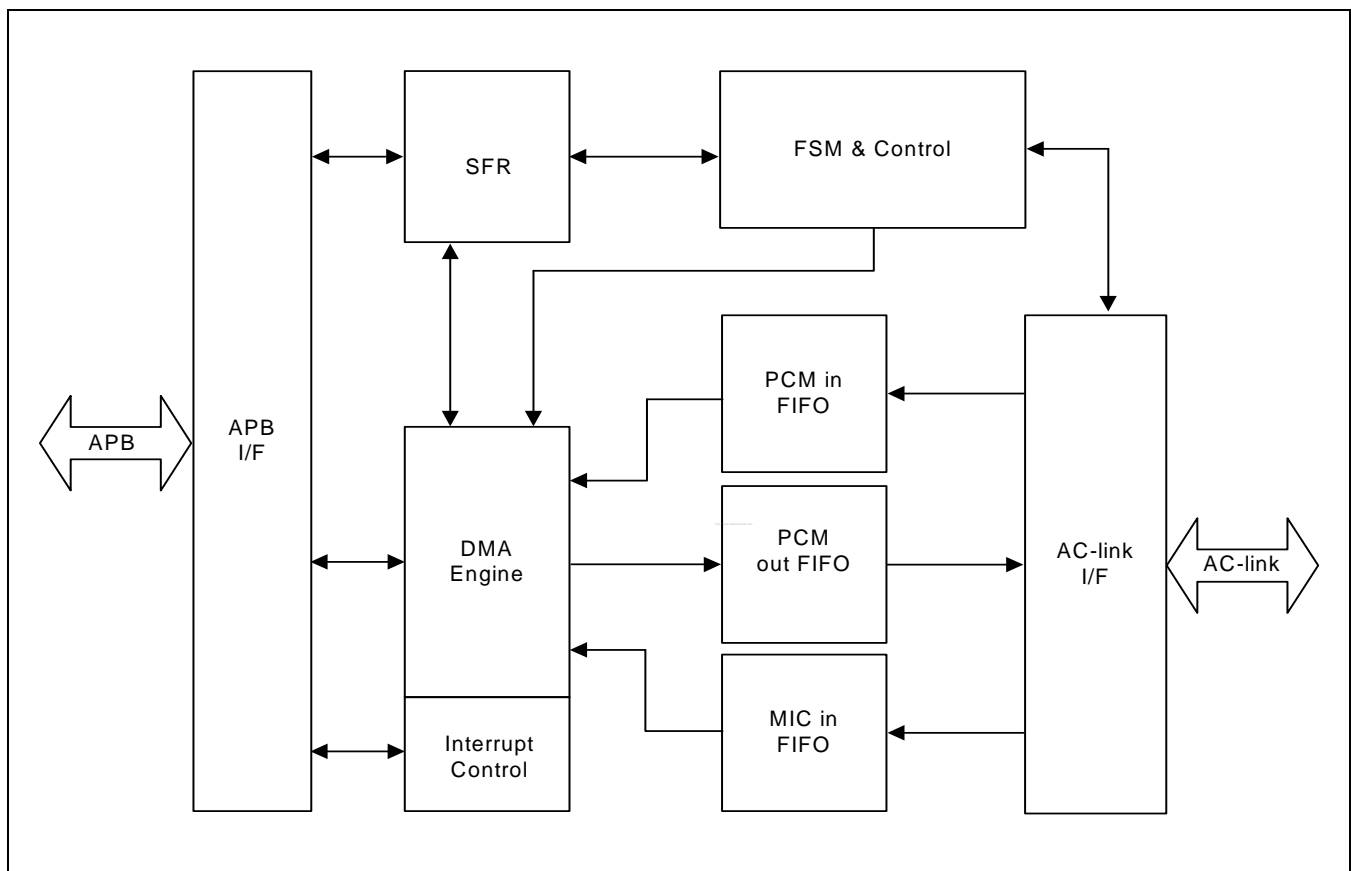 SFR
FSM & Control
APB
APB
I/F
PCM in
FIFO
DMA
Engine
PCM
out FIFO
AC-link
I/F
AC-link
Interrupt
Control
MIC in
FIFO